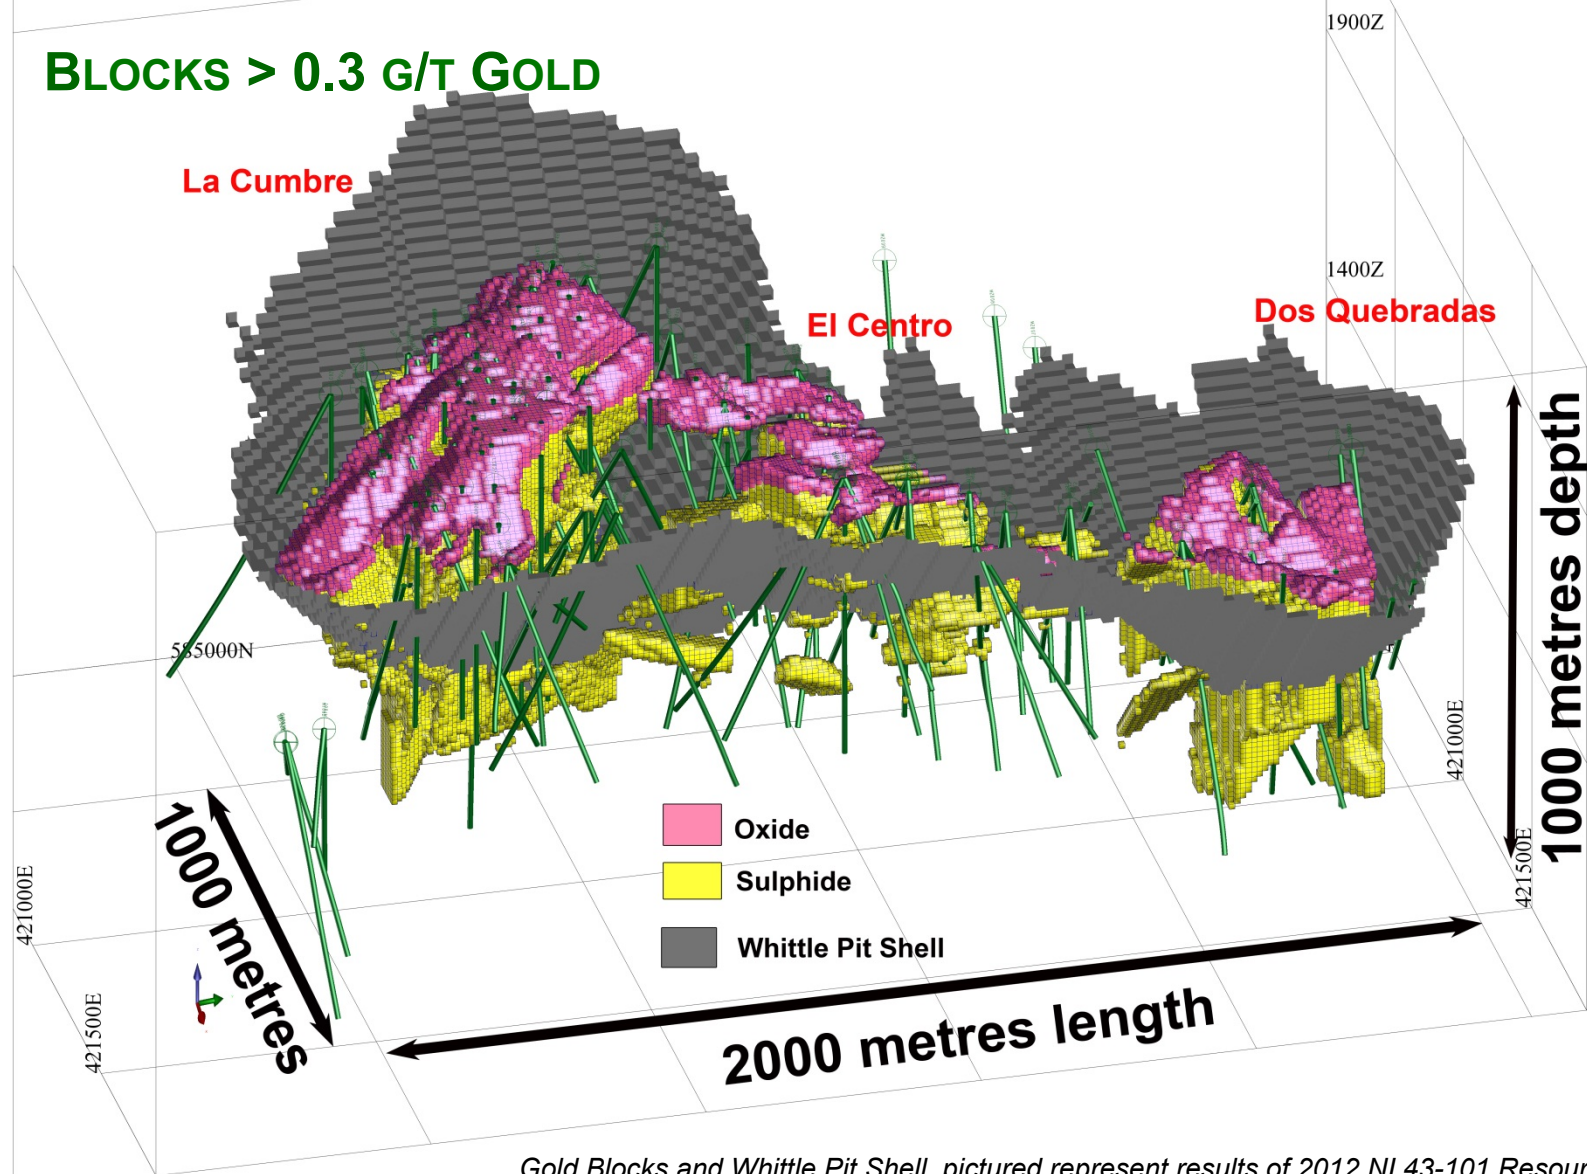 1900Z
BLOCKS > 0.3 G/T GOLD
La Cumbre
1400Z
Dos Quebradas
El Centro
1000 metres depth
585000N
421000E
421500E
1000 metres
Oxide
Sulphide
Whittle Pit Shell
421000E
421500E
2000 metres length
Gold Blocks and Whittle Pit Shell pictured represent results of 2012 NI 43-101